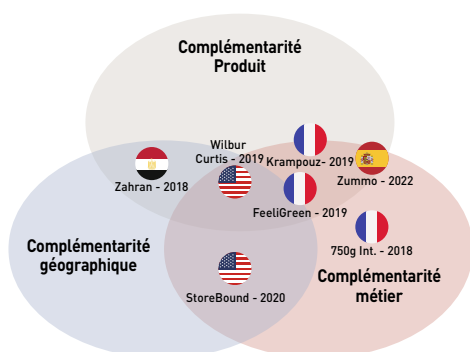 Complémentarité
Produit
Wilbur
Curtis - 2019
Krampouz- 2019
Zahran - 2018
Zummo - 2022
FeeliGreen - 2019
Complémentarité
géographique
750g Int. - 2018
Complémentarité
métier
StoreBound - 2020